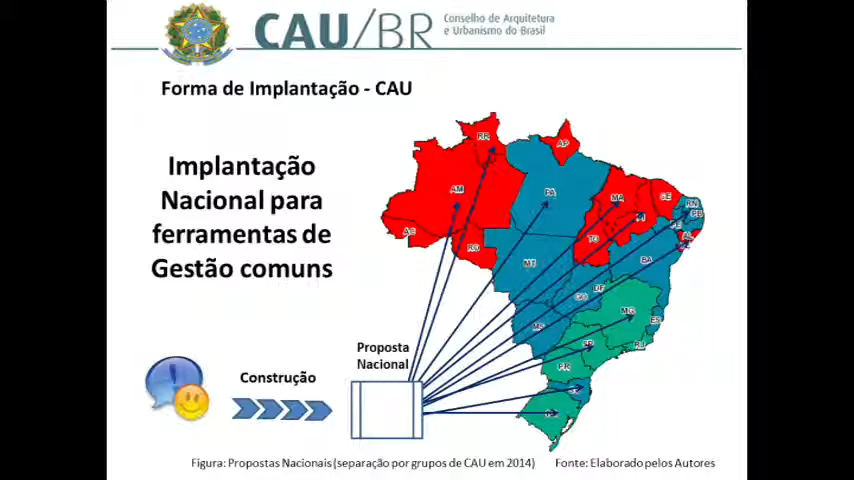 CAU/BR
Conselho de Arquitetura
e Urbanismo do Brasil
Forma de Implantação - CAU
Implantação
Nacional para
ferramentas de
Gestão comuns
RR
AP
AM
PA
MA
CE
RN
PB
PI
PE
AC
TO
AL
RO
MT
BA
DF
GO
MG
MS
ES
SP
RJ
PR
Proposta
Nacional
Construção
Figura: Propostas Nacionais (separação por grupos de CAU em 2014)
Fonte: Elaborado pelos Autores